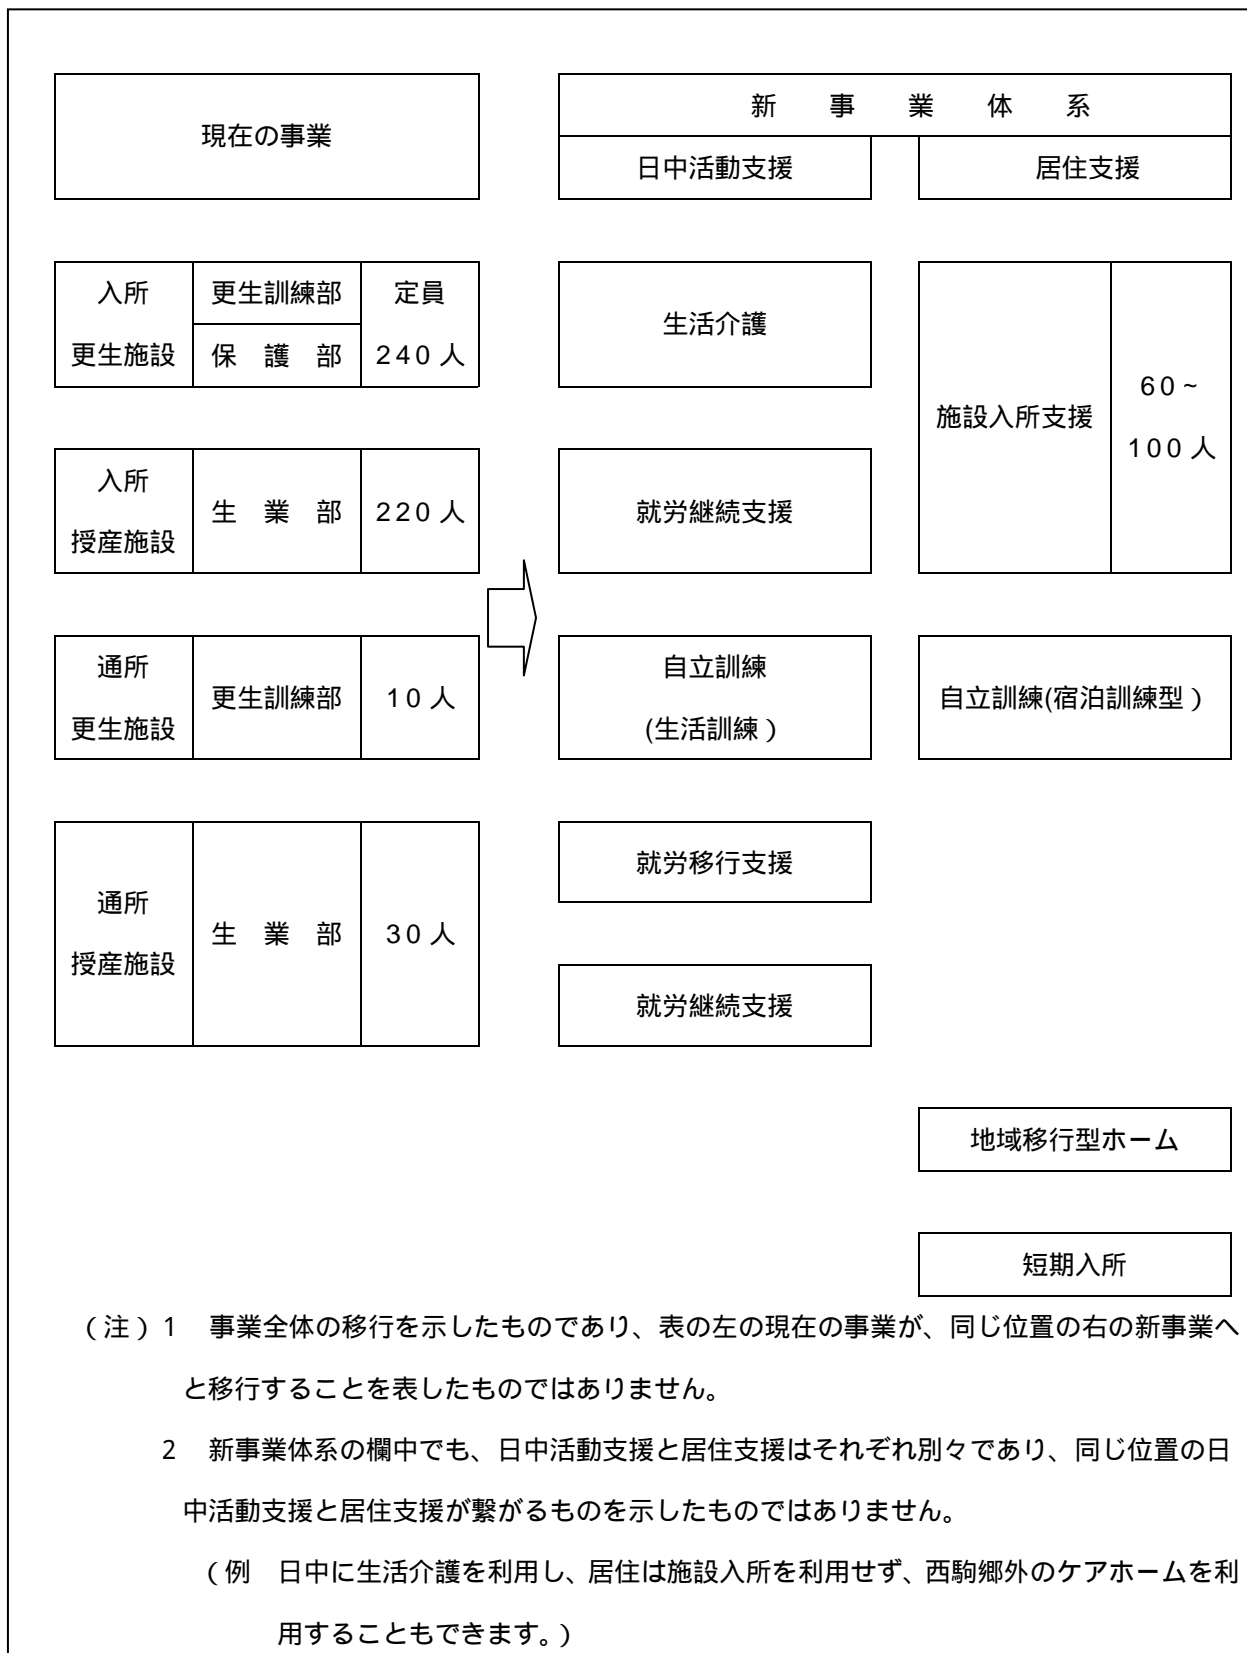 現在の事業
新事業体系
日中活動支援
居住支援
入所
更生施設
更生訓練部
保護部
定員
240人
生活介護
施設入所支援
60~
100人
入所
授産施設
生業部
220人
就労継続支援
通所
更生施設
更生訓練部
10人
自立訓練
(生活訓練)
自立訓練(宿泊訓練型)
通所
授産施設
生業部
30人
就労移行支援
就労継続支援
地域移行型ホーム
短期入所
(注)1 事業全体の移行を示したものであり、表の左の現在の事業が、同じ位置の右の新事業へ
と移行することを表したものではありません。
2 新事業体系の欄中でも、日中活動支援と居住支援はそれぞれ別々であり、同じ位置の日
中活動支援と居住支援が繋がるものを示したものではありません。
(例 日中に生活介護を利用し、居住は施設入所を利用せず、西駒郷外のケアホームを利
用することもできます。)